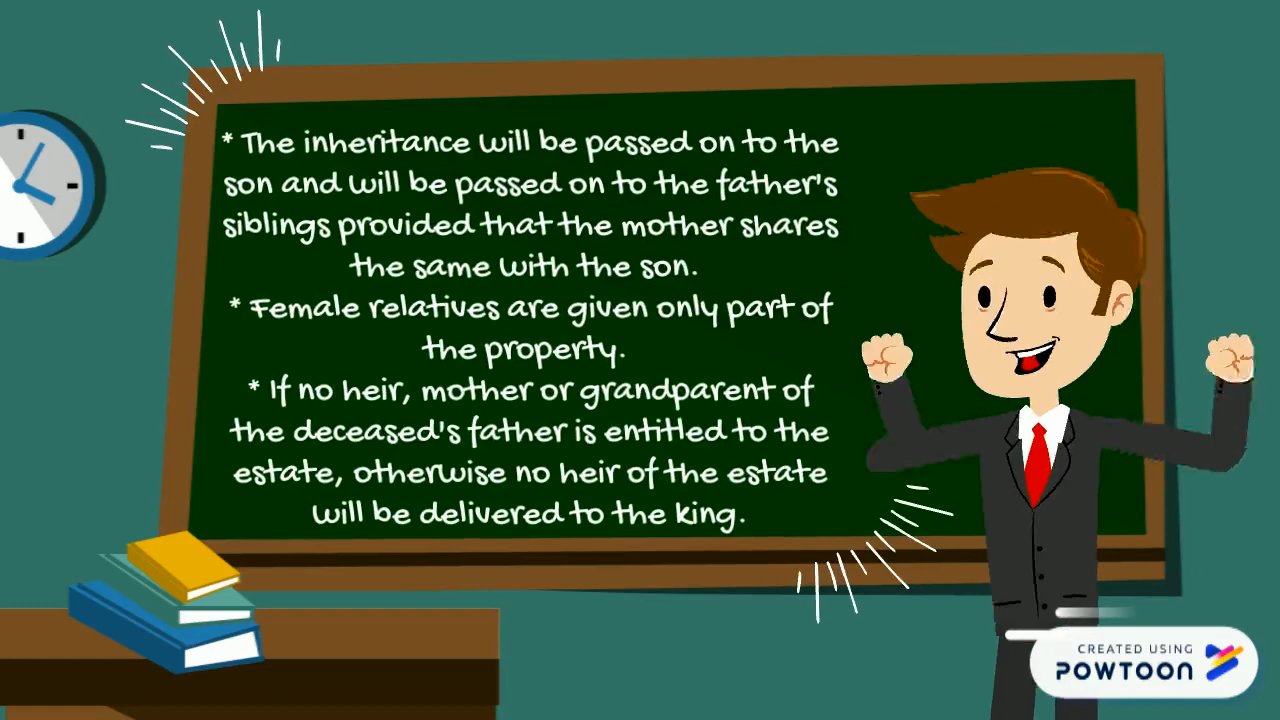 * The inheritance will be passed on to the
son and will be passed on to the father's
siblings provided that the mother shares
the same with the son.
* Female relatives are given only part of
the property.
* If no heir, mother or grandparent of
the deceased's father is entitled to the
estate, otherwise no heir of the estate
will be delivered to the king.
CREATED USING
POWTOON